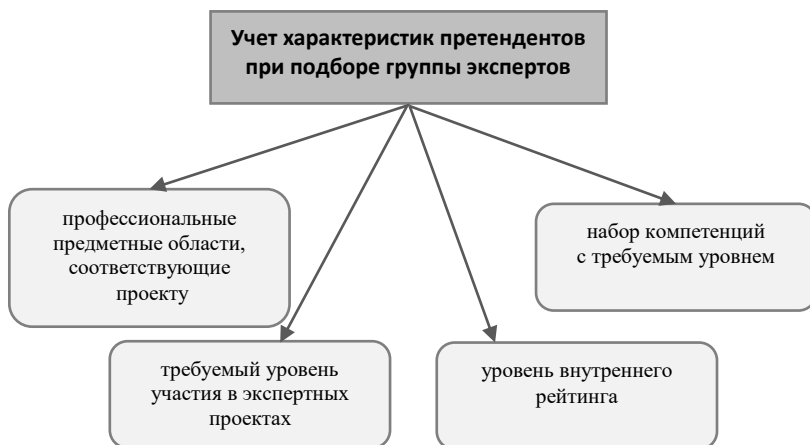 Учет характеристик претендентов
при подборе группы экспертов
профессиональные
предметные области,
соответствующие
проекту
набор компетенций
с требуемым уровнем
требуемый уровень
участия в экспертных
проектах
уровень внутреннего
рейтинга